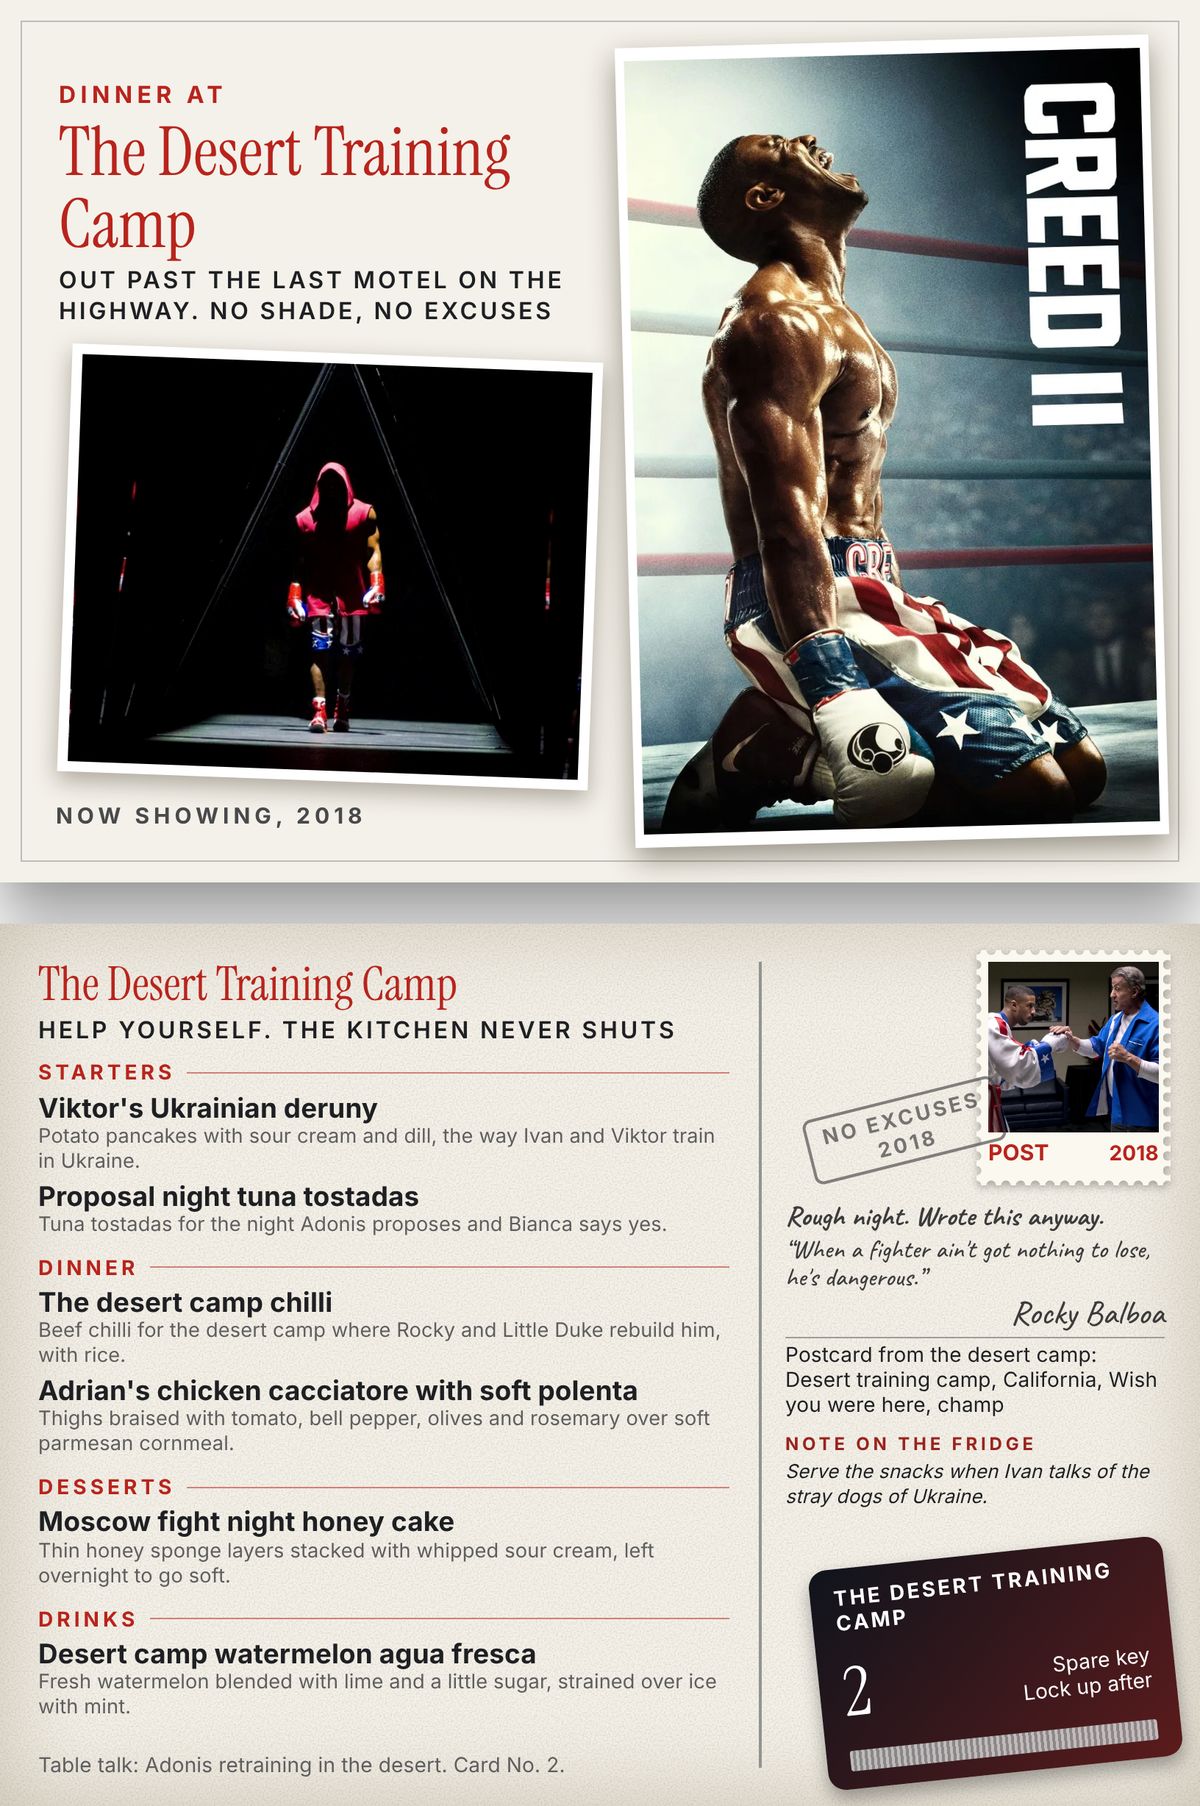 DINNER AT
The Desert Training
Camp
OUT PAST THE LAST MOTEL ON THE
HIGHWAY. NO SHADE, NO EXCUSES
CREED II
CRE
NOW SHOWING, 2018
The Desert Training Camp
HELP YOURSELF. THE KITCHEN NEVER SHUTS
STARTERS
Viktor's Ukrainian deruny
Potato pancakes with sour cream and dill, the way Ivan and Viktor train
in Ukraine.
Proposal night tuna tostadas
Tuna tostadas for the night Adonis proposes and Bianca says yes.
DINNER
The desert camp chilli
Beef chilli for the desert camp where Rocky and Little Duke rebuild him,
with rice.
Adrian's chicken cacciatore with soft polenta
Thighs braised with tomato, bell pepper, olives and rosemary over soft
parmesan cornmeal.
DESSERTS
Moscow fight night honey cake
Thin honey sponge layers stacked with whipped sour cream, left
overnight to go soft.
DRINKS
Desert camp watermelon agua fresca
Fresh watermelon blended with lime and a little sugar, strained over ice
with mint.
Table talk: Adonis retraining in the desert. Card No. 2.
NO EXCUSES
2018
POST 2018
Rough night. Wrote this anyway.
“When a fighter ain't got nothing to lose,
he's dangerous.”
Rocky Balboa
Postcard from the desert camp:
Desert training camp, California, Wish
you were here, champ
NOTE ON THE FRIDGE
Serve the snacks when Ivan talks of the
stray dogs of Ukraine.
THE DESERT TRAINING
CAMP
2
Spare key
Lock up after